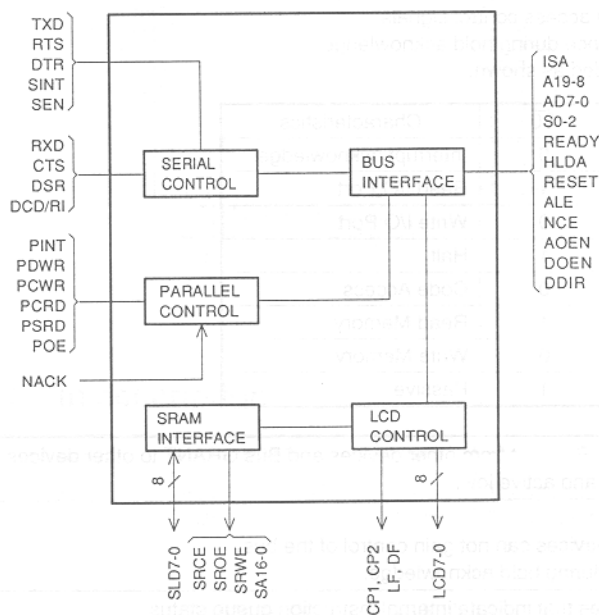 TXD
RTS
DTR
SINT
SEN
RXD
CTS
DSR
DCD/RI
PINT
PDWR
PCWR
PCRD
PSRD
POE
NACK
SERIAL
CONTROL
BUS
INTERFACE
PARALLEL
CONTROL
SRAM
INTERFACE
LCD
CONTROL
ISA
A19-8
AD7-0
S0-2
READY
HLDA
RESET
ALE
NCE
AOEN
DOEN
DDIR
8
8
SLD7-0
SRCE
SROE
SRWE
SA16-0
CP1, CP2
LF, DF
LCD7-0